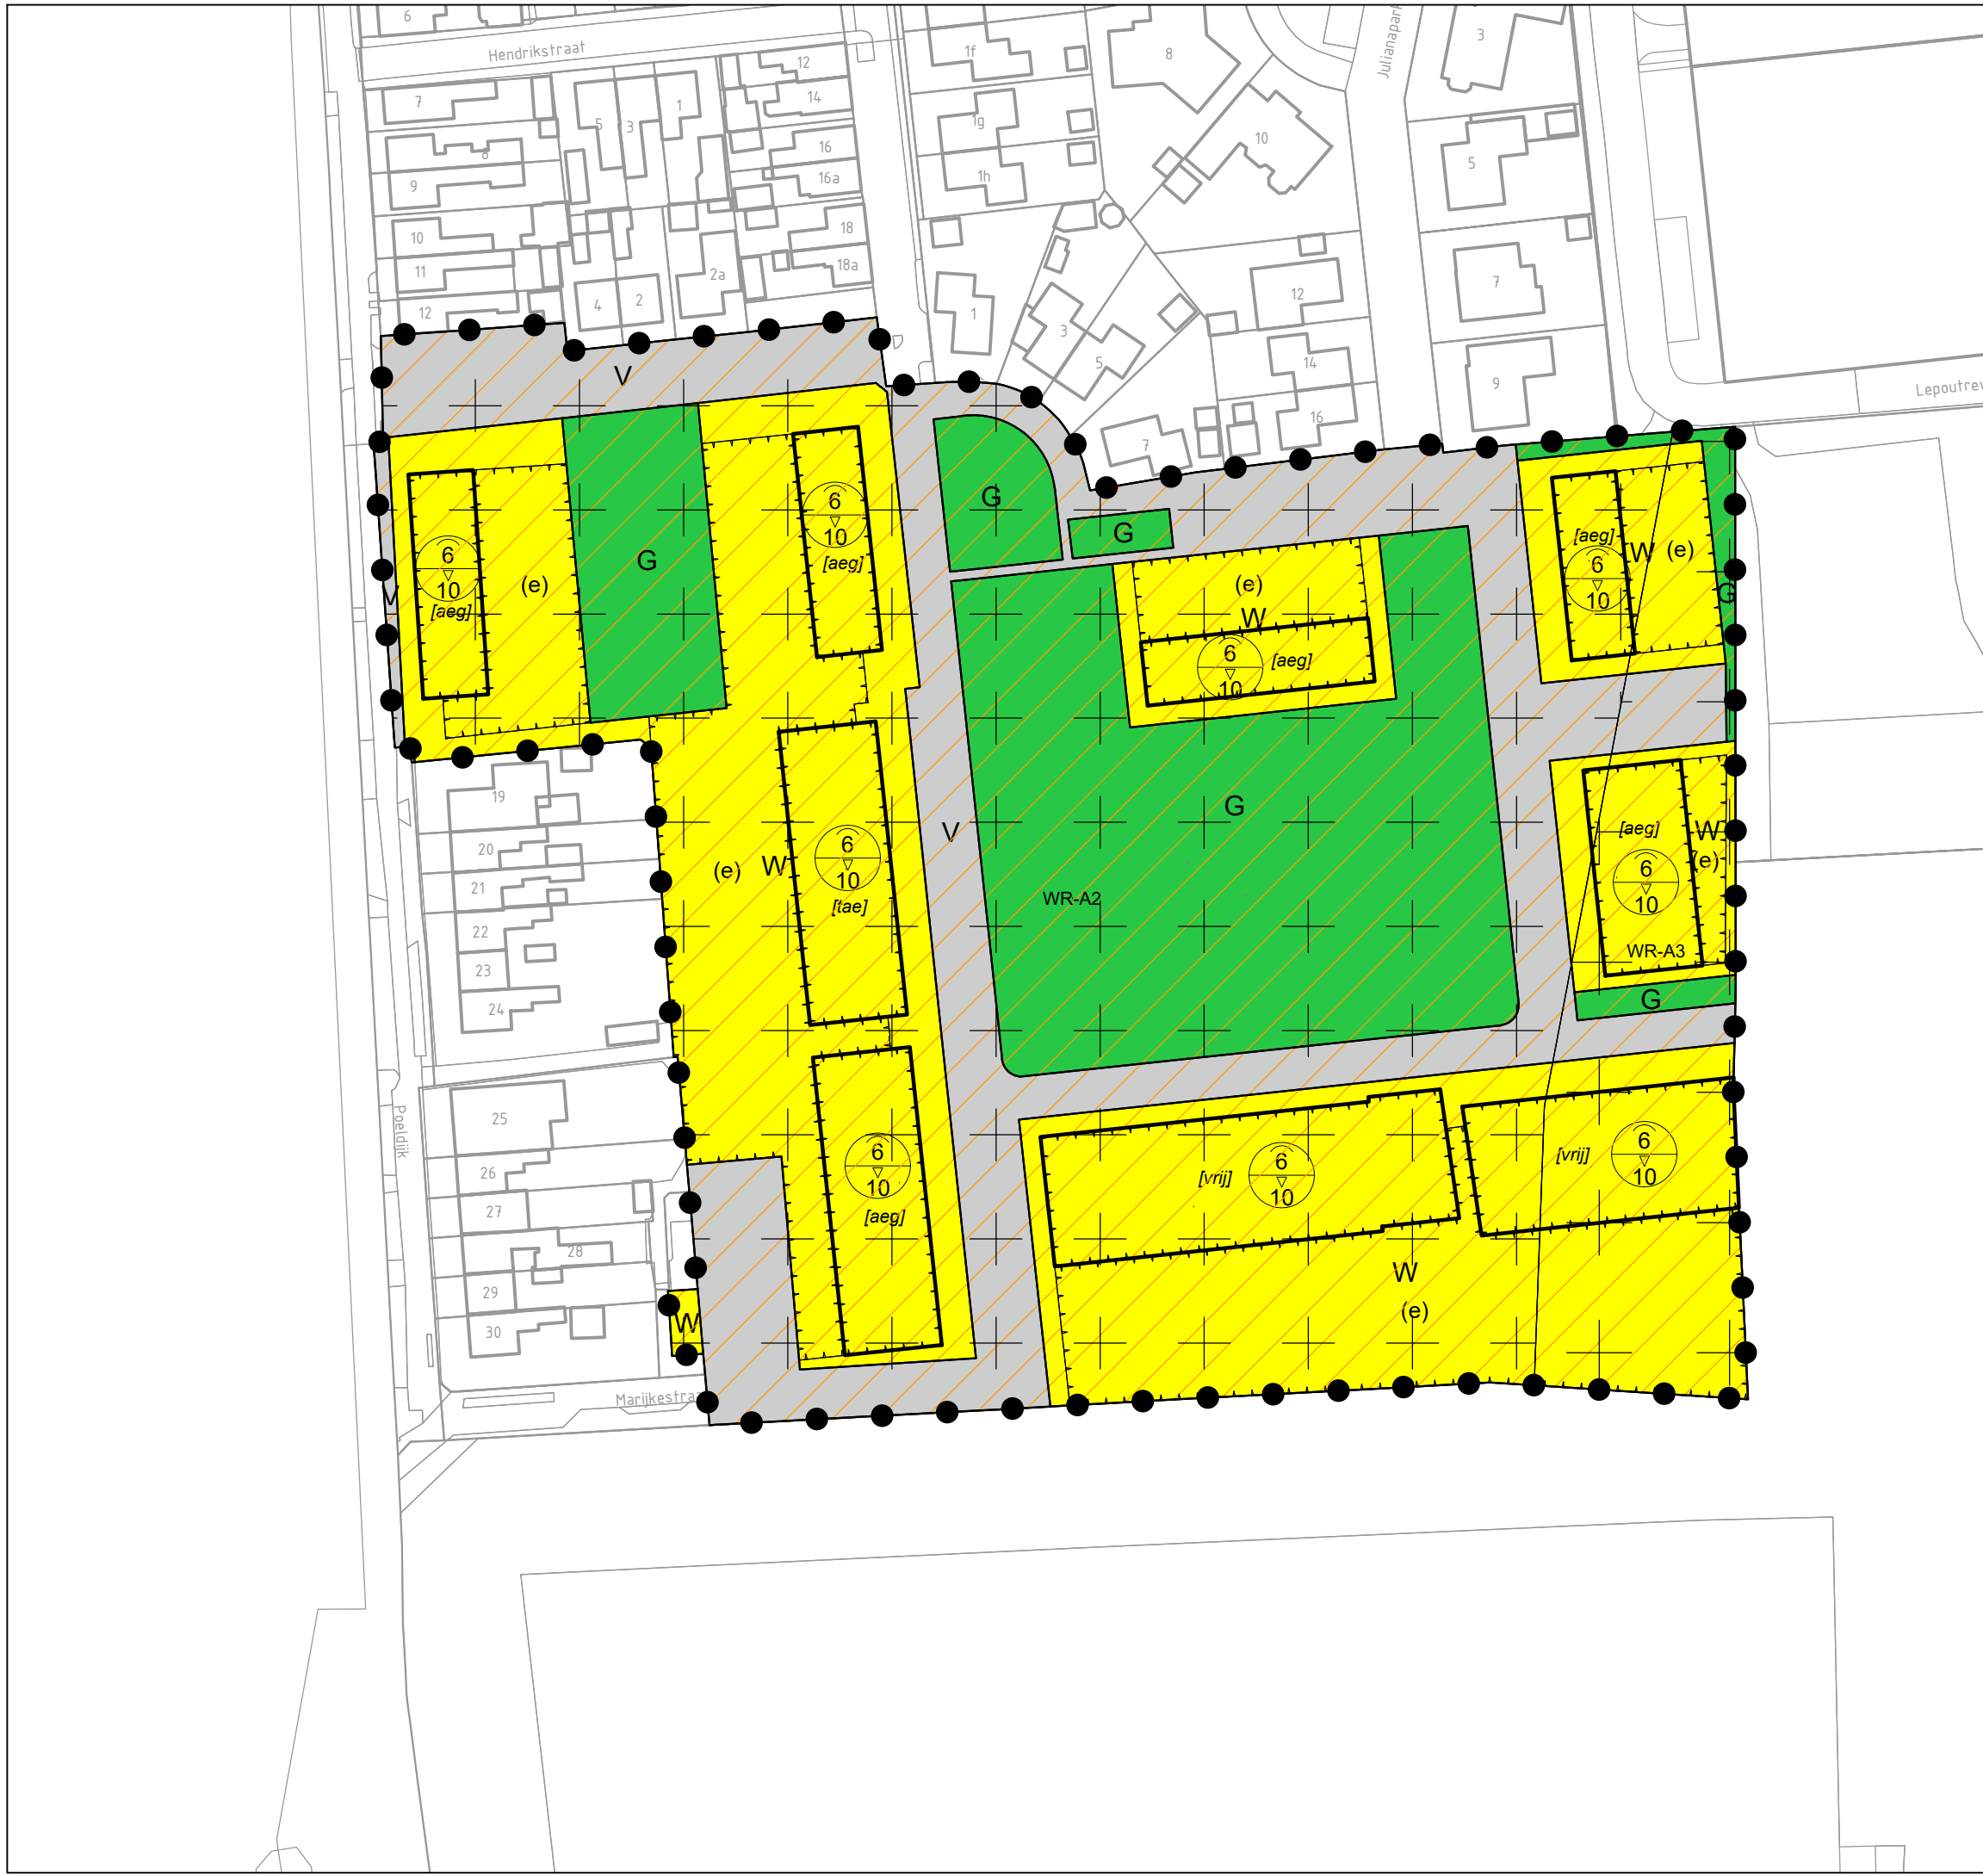 6
Hendrikstraat
12
1f
8
Julianapark
3
7
5
3
1
14
1g
10
8
16
5
9
16a
1h
10
18
2a
11
18a
7
4
2
12
12
1
3
5
14
9
Lepoutrev
V
16
7
G
G
6
10
[aeg]
6
10
[aeg]
(e)
G
V
(e)
W
6
10
[aeg]
[aeg]
6
10
W
(e)
G
19
20
21
22
23
24
(e)
W
6
10
[tae]
V
G
WR-A2
[aeg]
6
10
W
(e)
WR-A3
G
25
26
27
28
29
30
Poeldijk
6
10
[aeg]
[vrij]
6
10
[vrij]
6
10
W
(e)
W
Marijkestra